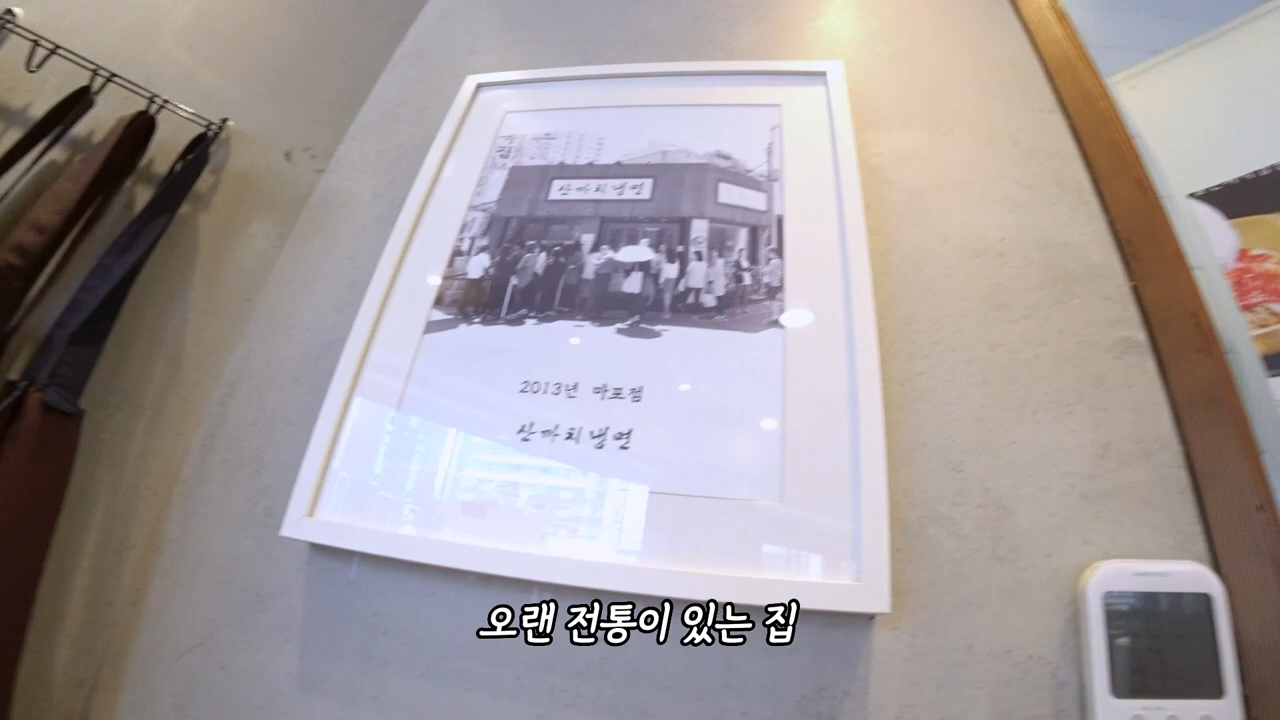 산까치냉면
2013년 마포점
산까치냉면
오랜 전통이 있는 집